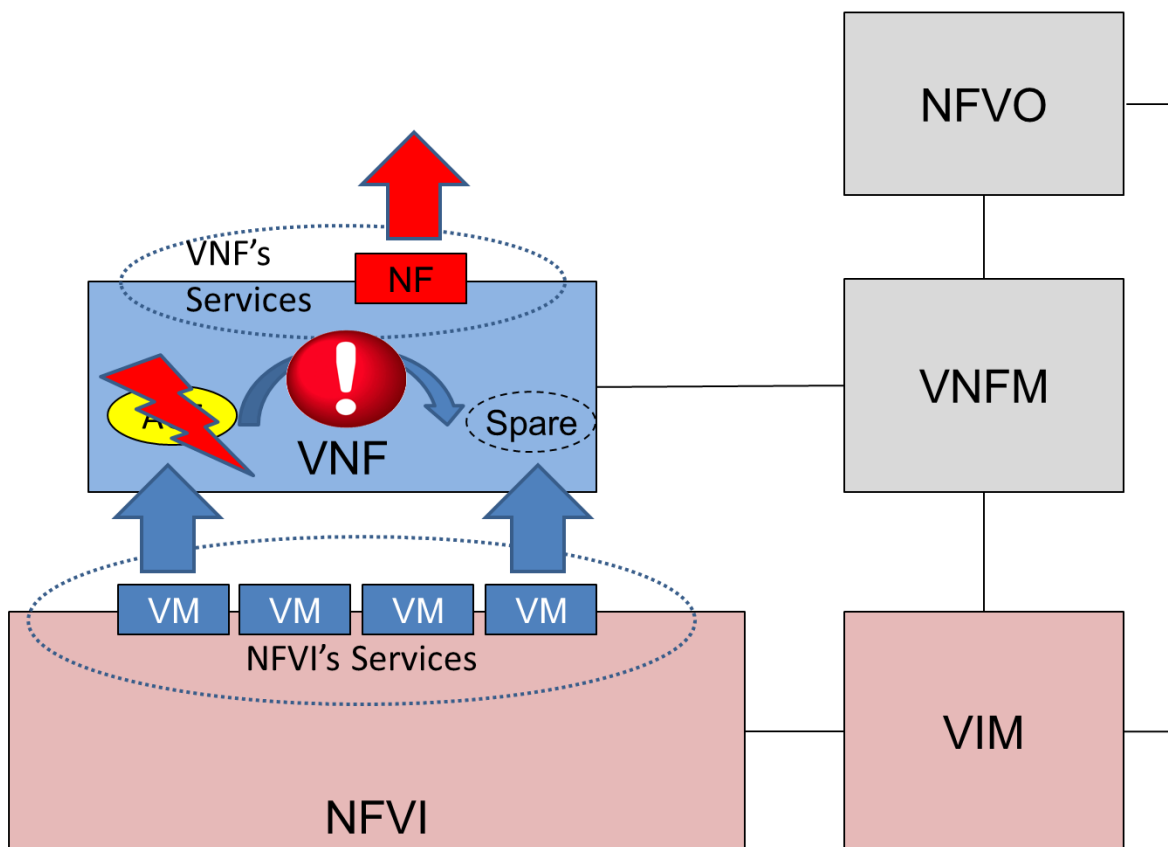 NFVO
VNF's
Services
NF
VNFM
!
Spare
VNF
VM
VM
VM
VM
NFVI's Services
VIM
NFVI